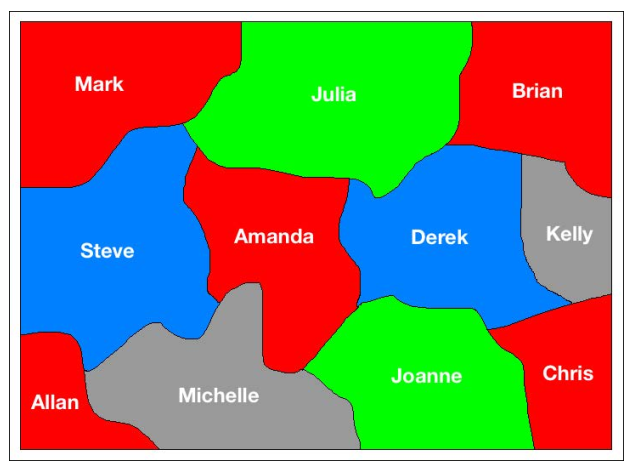 Mark
Julia
Brian
Steve
Amanda
Derek
Kelly
Allan
Michelle
Joanne
Chris